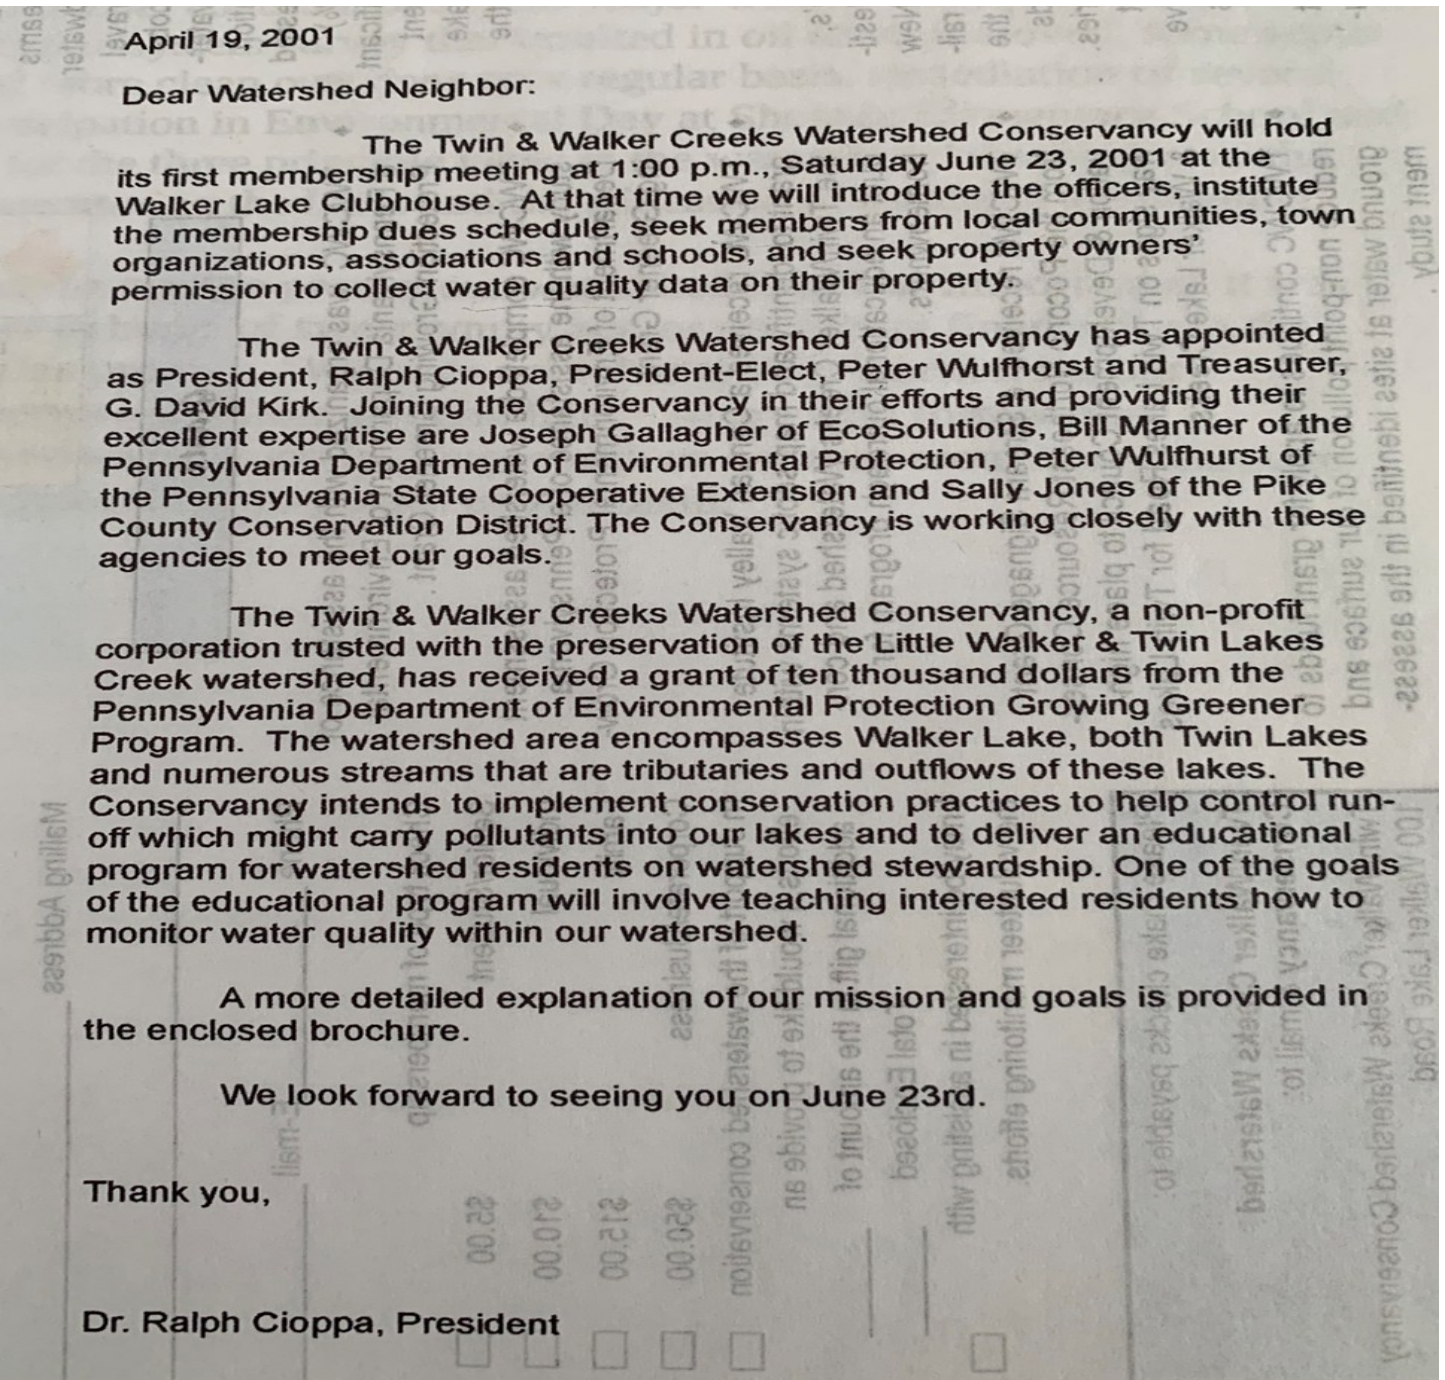 April 19, 2001
Dear Watershed Neighbor:
The Twin & Walker Creeks Watershed Conservancy will hold
its first membership meeting at 1:00 p.m., Saturday June 23, 2001 at the
Walker Lake Clubhouse. At that time we will introduce the officers, institute
the membership dues schedule, seek members from local communities, town
organizations, associations and schools, and seek property owners’
permission to collect water quality data on their property.
The Twin & Walker Creeks Watershed Conservancy has appointed
as President, Ralph Cioppa, President-Elect, Peter Wulfhorst and Treasurer,
G. David Kirk. Joining the Conservancy in their efforts and providing their
excellent expertise are Joseph Gallagher of EcoSolutions, Bill Manner of the
Pennsylvania Department of Environmental Protection, Peter Wulfhurst of
the Pennsylvania State Cooperative Extension and Sally Jones of the Pike
County Conservation District. The Conservancy is working closely with these
agencies to meet our goals.
The Twin & Walker Creeks Watershed Conservancy, a non-profit
corporation trusted with the preservation of the Little Walker & Twin Lakes
Creek watershed, has received a grant of ten thousand dollars from the
Pennsylvania Department of Environmental Protection Growing Greener
Program. The watershed area encompasses Walker Lake, both Twin Lakes
and numerous streams that are tributaries and outflows of these lakes. The
Conservancy intends to implement conservation practices to help control run-
off which might carry pollutants into our lakes and to deliver an educational
program for watershed residents on watershed stewardship. One of the goals
of the educational program will involve teaching interested residents how to
monitor water quality within our watershed.
A more detailed explanation of our mission and goals is provided in
the enclosed brochure.
We look forward to seeing you on June 23rd.
Thank you,
Dr. Ralph Cioppa, President
$5.00
$10.00
$15.00
$50.00
Mailing Address